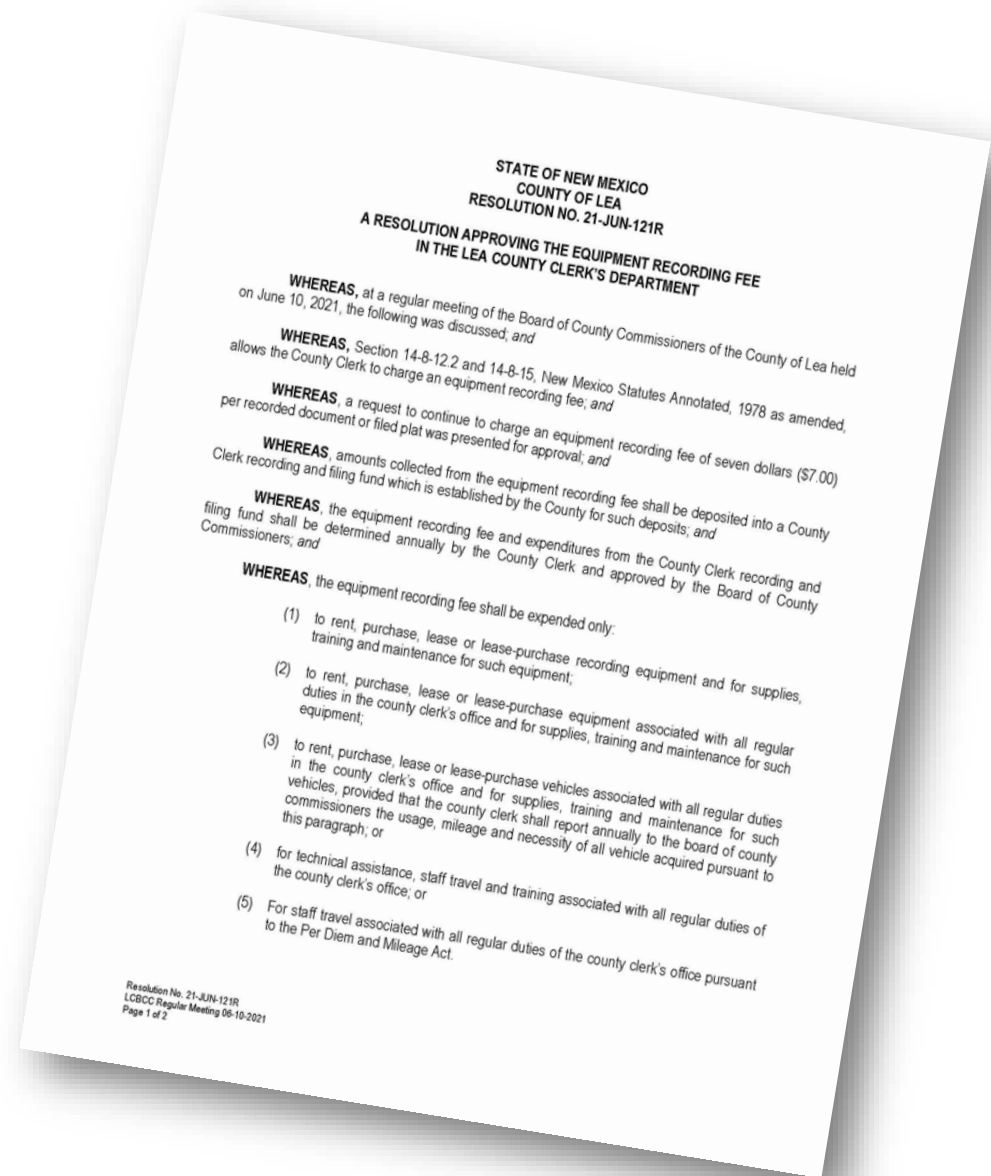 STATE OF NEW MEXICO
COUNTY OF LEA
RESOLUTION NO. 21-JUN-121R
A RESOLUTION APPROVING THE EQUIPMENT RECORDING FEE
IN THE LEA COUNTY CLERK'S DEPARTMENT
WHEREAS, at a regular meeting of the Board of County Commissioners of the County of Lea held
on June 10, 2021, the following was discussed; and
WHEREAS, Section 14-8-12.2 and 14-8-15, New Mexico Statutes Annotated, 1978 as amended,
allows the County Clerk to charge an equipment recording fee; and
WHEREAS, a request to continue to charge an equipment recording fee of seven dollars ($7.00)
per recorded document or filed plat was presented for approval; and
WHEREAS, amounts collected from the equipment recording fee shall be deposited into a County
Clerk recording and filing fund which is established by the County for such deposits; and
WHEREAS, the equipment recording fee and expenditures from the County Clerk recording and
filing fund shall be determined annually by the County Clerk and approved by the Board of County
Commissioners; and
WHEREAS, the equipment recording fee shall be expended only:
(1) to rent, purchase, lease or lease-purchase recording equipment and for supplies,
training and maintenance for such equipment;
(2) to rent, purchase, lease or lease-purchase equipment associated with all regular
duties in the county clerk's office and for supplies, training and maintenance for such
equipment;
(3) to rent, purchase, lease or lease-purchase vehicles associated with all regular duties
in the county clerk's office and for supplies, training and maintenance for such
vehicles, provided that the county clerk shall report annually to the board of county
commissioners the usage, mileage and necessity of all vehicle acquired pursuant to
this paragraph; or
(4) for technical assistance, staff travel and training associated with all regular duties of
the county clerk's office; or
(5) For staff travel associated with all regular duties of the county clerk's office pursuant
to the Per Diem and Mileage Act.
Resolution No. 21-JUN-121R
LCBCC Regular Meeting 06-10-2021
Page 1 of 2